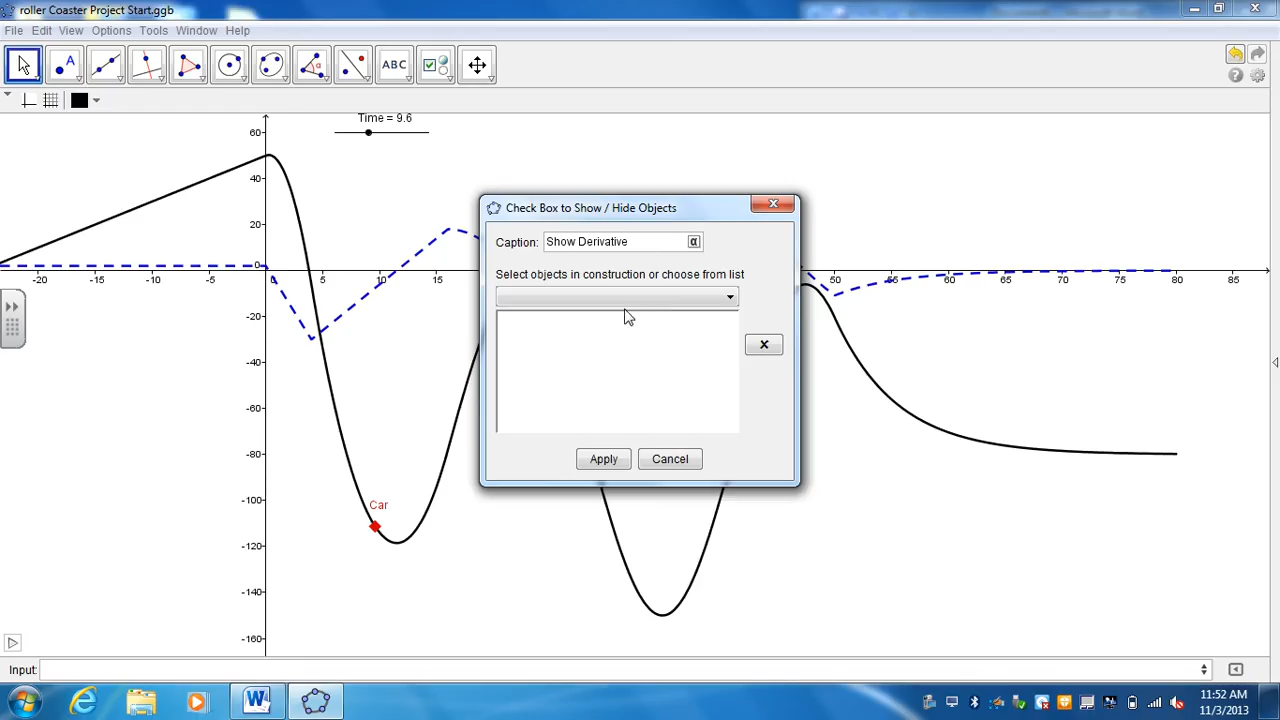 roller Coaster Project Start.ggb
File Edit View Options Tools Window Help
A
α
ABC
Time = 9.6
60
40
20
0
-20
-40
-60
-80
-100
-120
-140
-160
-20 -15 -10 -5 0 5 10 15 50 55 60 65 70 75 80 85
Car
Check Box to Show / Hide Objects
Caption: Show Derivative α
Select objects in construction or choose from list
Apply Cancel
Input:
W
11:52 AM
11/3/2013